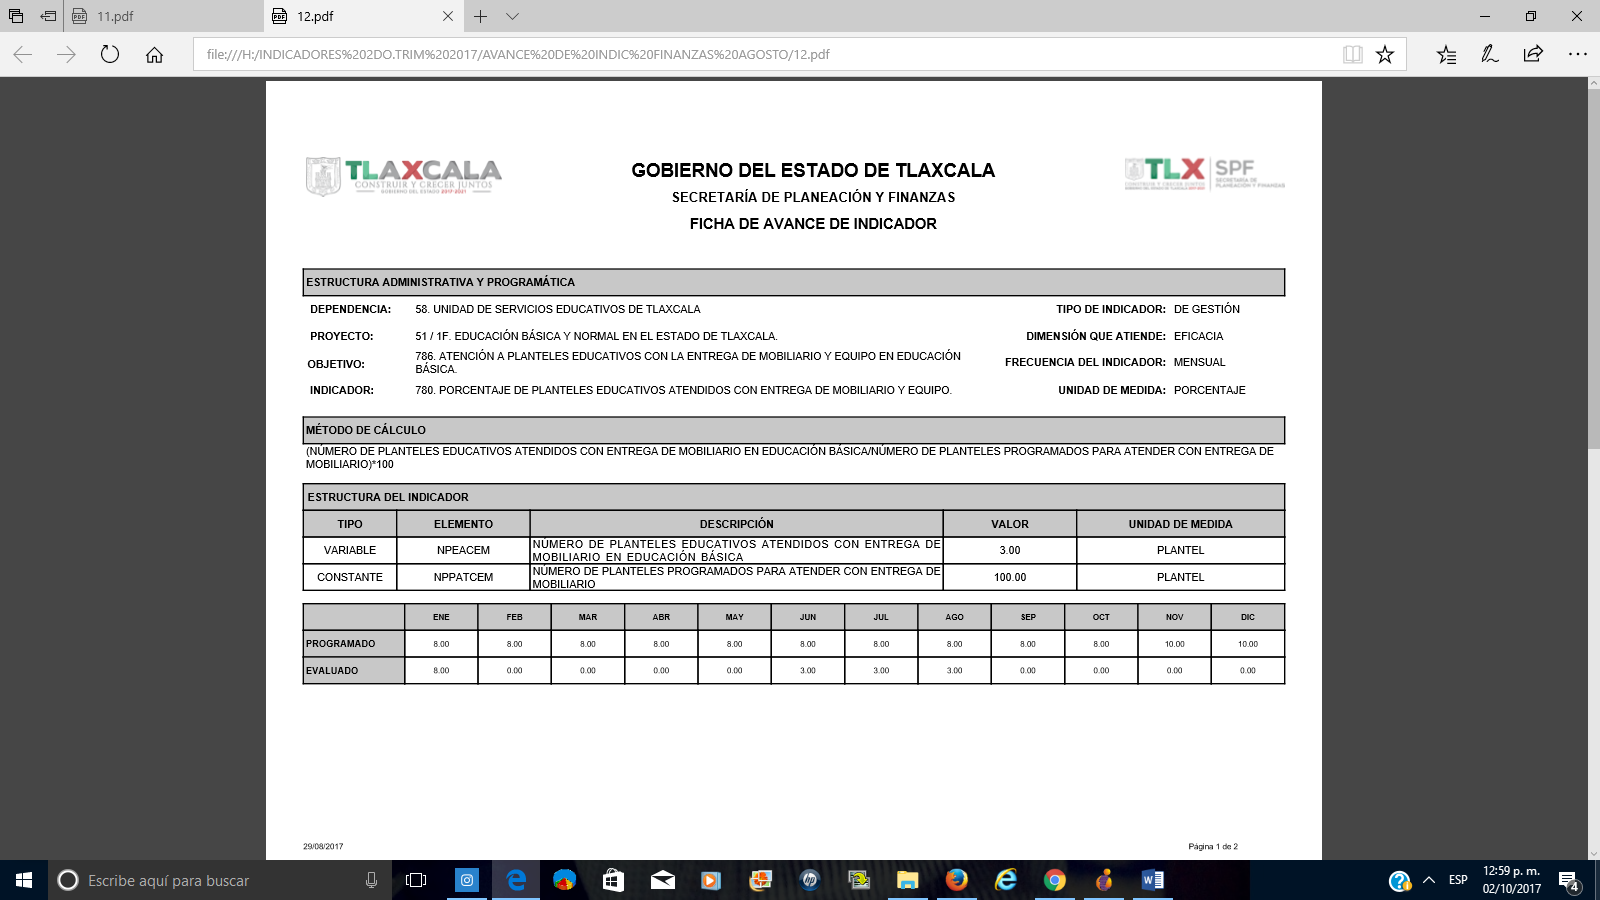 11.pdf
12.pdf
file:///H:/INDICADORES%202DO.TRIM%202017/AVANCE%20DE%20INDIC%20FINANZAS%20AGOSTO/12.pdf
TLAXCALA
CONSTRUIR Y CRECER JUNTOS
GOBIERNO DEL ESTADO 2017-2021
GOBIERNO DEL ESTADO DE TLAXCALA
SECRETARÍA DE PLANEACIÓN Y FINANZAS
FICHA DE AVANCE DE INDICADOR
TLX
CONSTRUIR Y CRECER JUNTOS
SPF
SECRETARÍA DE
PLANEACIÓN Y FINANZAS
ESTRUCTURA ADMINISTRATIVA Y PROGRAMÁTICA
DEPENDENCIA: 58. UNIDAD DE SERVICIOS EDUCATIVOS DE TLAXCALA TIPO DE INDICADOR: DE GESTIÓN
PROYECTO: 51 / 1F. EDUCACIÓN BÁSICA Y NORMAL EN EL ESTADO DE TLAXCALA. DIMENSIÓN QUE ATIENDE: EFICACIA
OBJETIVO: 786. ATENCIÓN A PLANTELES EDUCATIVOS CON LA ENTREGA DE MOBILIARIO Y EQUIPO EN EDUCACIÓN
BÁSICA. FRECUENCIA DEL INDICADOR: MENSUAL
INDICADOR: 780. PORCENTAJE DE PLANTELES EDUCATIVOS ATENDIDOS CON ENTREGA DE MOBILIARIO Y EQUIPO. UNIDAD DE MEDIDA: PORCENTAJE
MÉTODO DE CÁLCULO
(NÚMERO DE PLANTELES EDUCATIVOS ATENDIDOS CON ENTREGA DE MOBILIARIO EN EDUCACIÓN BÁSICA/NÚMERO DE PLANTELES PROGRAMADOS PARA ATENDER CON ENTREGA DE
MOBILIARIO)*100
ESTRUCTURA DEL INDICADOR
TIPO ELEMENTO DESCRIPCIÓN VALOR UNIDAD DE MEDIDA
VARIABLE NPEACEM NÚMERO DE PLANTELES EDUCATIVOS ATENDIDOS CON ENTREGA DE
MOBILIARIO EN EDUCACIÓN BÁSICA 3.00 PLANTEL
CONSTANTE NPPATCEM NÚMERO DE PLANTELES PROGRAMADOS PARA ATENDER CON ENTREGA DE
MOBILIARIO 100.00 PLANTEL
ENE FEB MAR ABR MAY JUN JUL AGO SEP OCT NOV DIC
PROGRAMADO 8.00 8.00 8.00 8.00 8.00 8.00 8.00 8.00 8.00 8.00 10.00 10.00
EVALUADO 8.00 0.00 0.00 0.00 0.00 3.00 3.00 3.00 0.00 0.00 0.00 0.00
29/08/2017 Página 1 de 2
Escribe aquí para buscar
ESP
12:59 p. m.
02/10/2017
4